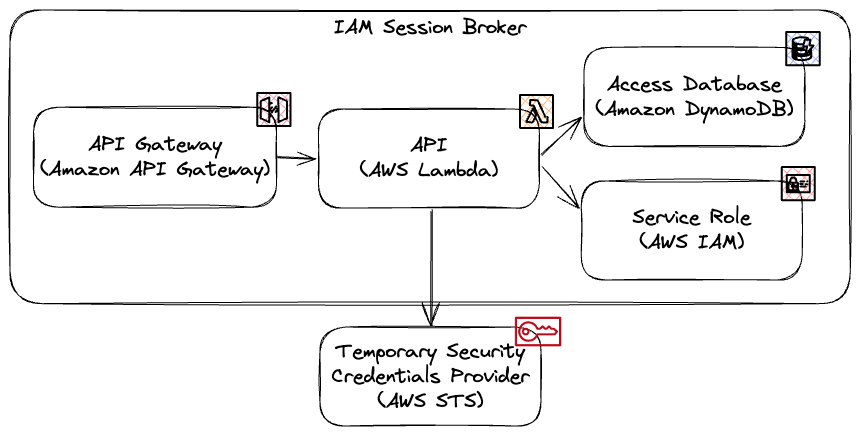 IAM Session Broker
API Gateway
(Amazon API Gateway)
API
(AWS Lambda)
Access Database
(Amazon DynamoDB)
Service Role
(AWS IAM)
Temporary Security
Credentials Provider
(AWS STS)